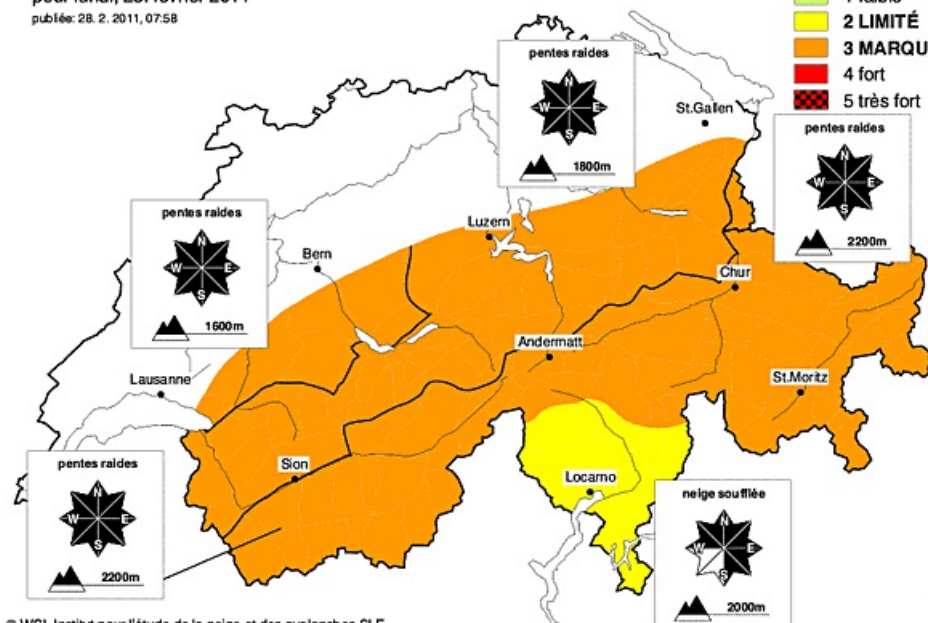 publiée: 28. 2. 2011, 07:58
2 LIMITÉ
3 MARQU
4 fort
5 très fort
pentes raides
N
W E
S
1800m
St.Gallen
pentes raides
N
W E
S
2200m
pentes raides
N
W E
S
1600m
Luzern
Bern
Chur
Andermatt
Lausanne
St.Moritz
pentes raides
N
W E
S
2200m
Sion
Locarno
neige soufflée
N
W E
S
2000m